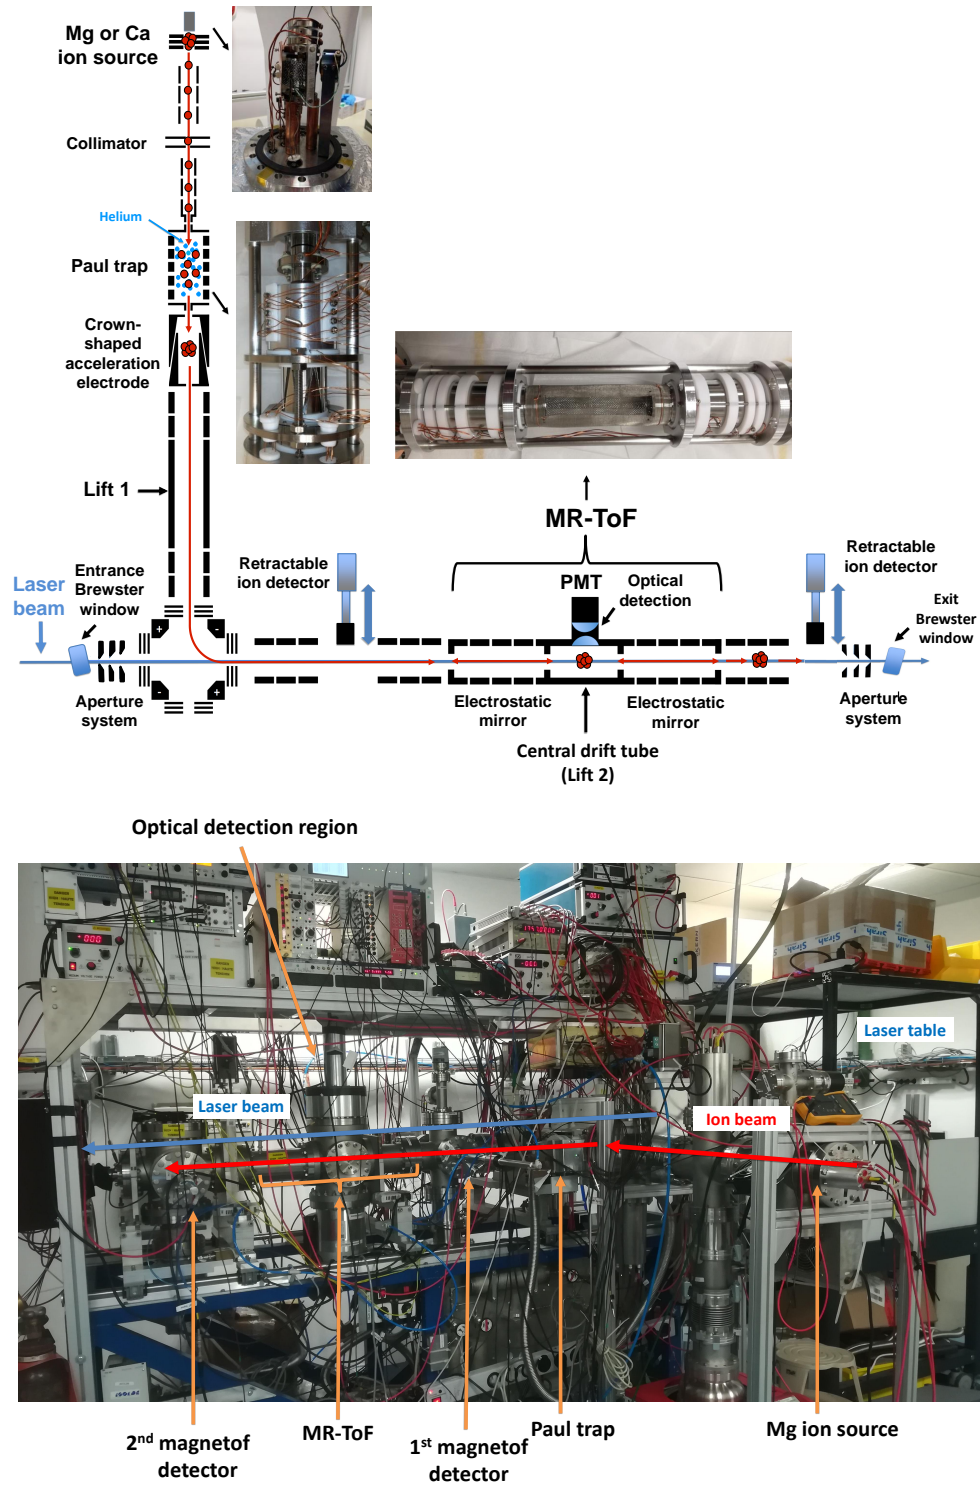 Mg or Ca
ion source
Collimator
Helium
Paul trap
Crown-
shaped
acceleration
electrode
Lift 1
MR-ToF
Laser
beam
Entrance
Brewster
window
Retractable
ion detector
PMT
Optical
detection
Retractable
ion detector
Exit
Brewster
window
+
-
-
+
Aperture
system
Electrostatic
mirror
Electrostatic
mirror
Aperture
system
Central drift tube
(Lift 2)
Optical detection region
Sirah
Sirah
Laser table
Laser beam
Ion beam
2nd magnetof
detector
MR-ToF
1st magnetof
detector
Paul trap
Mg ion source